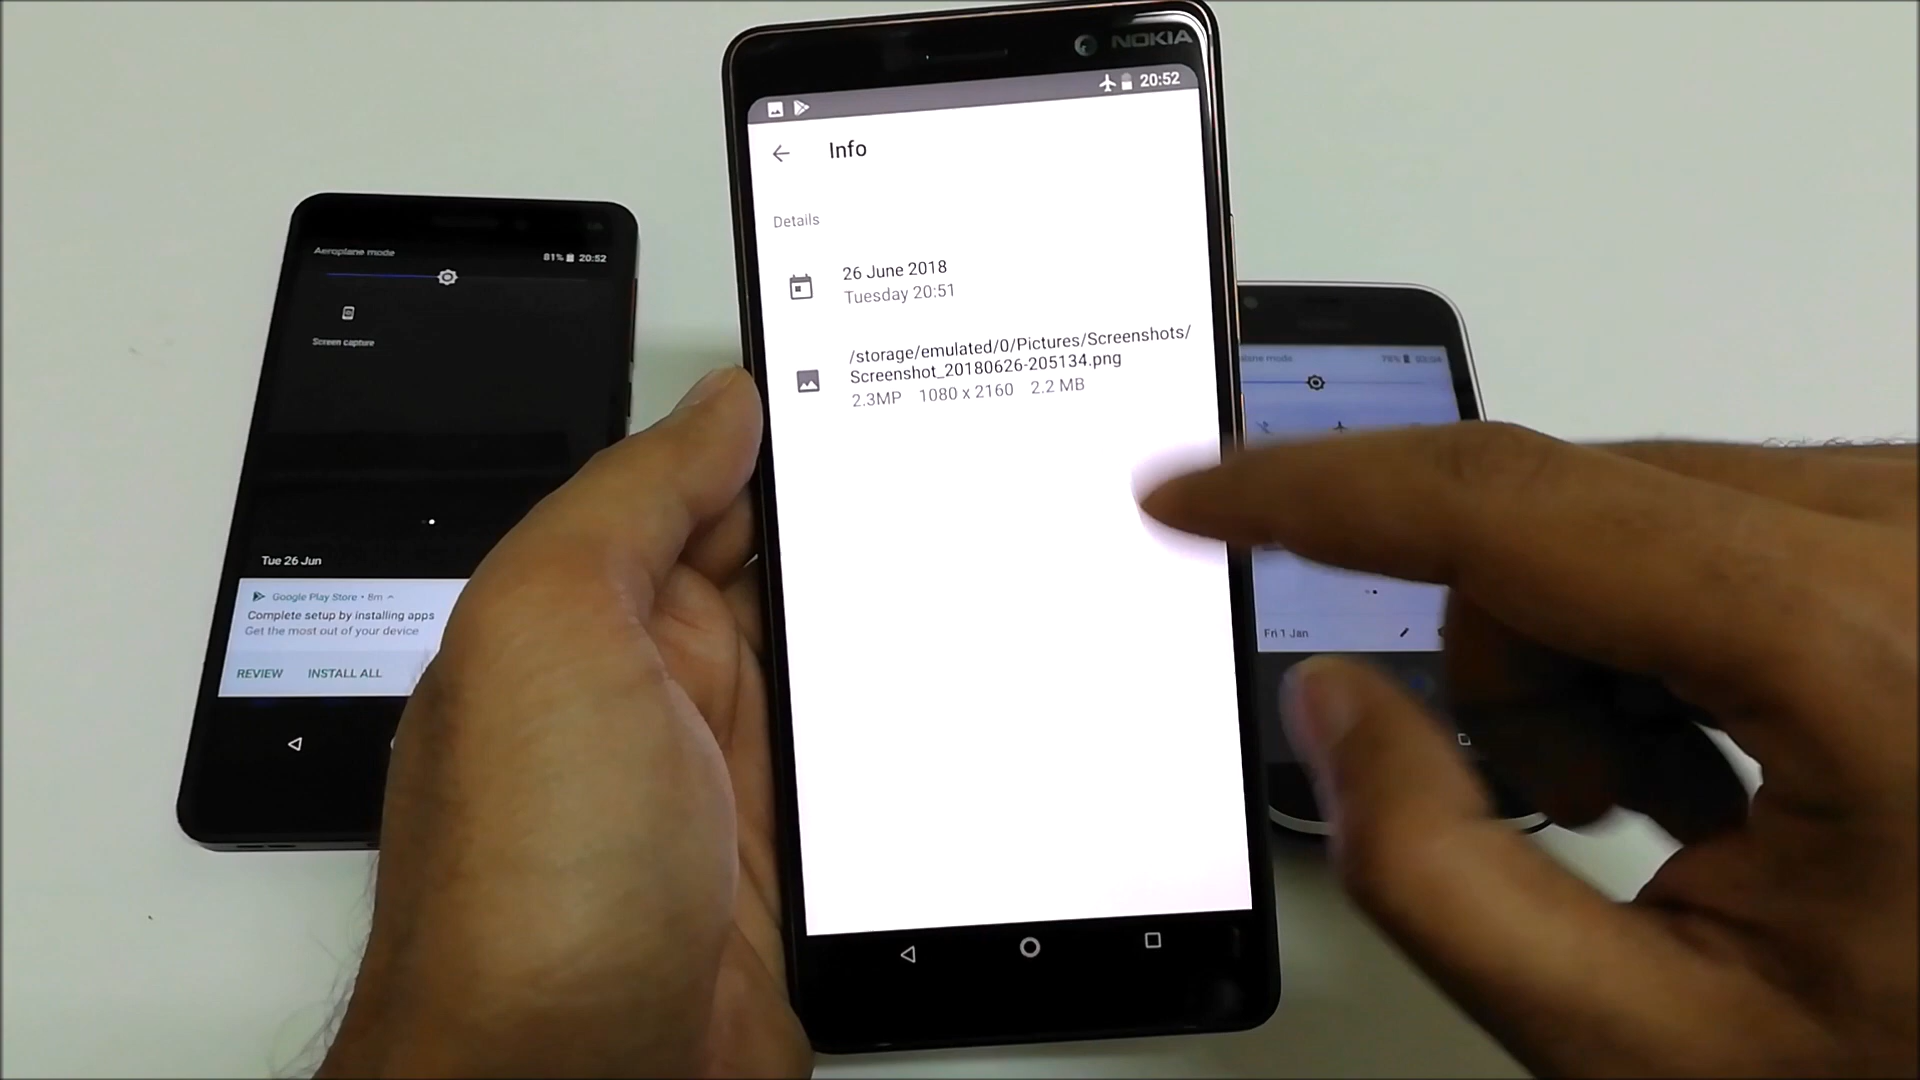 NOKIA
20:52
Info
Details
26 June 2018
Tuesday 20:51
/storage/emulated/0/Pictures/Screenshots/
Screenshot_20180626-205134.png
2.3MP 1080 x 2160 2.2 MB
Aeroplane mode
81% 20:52
Screen capture
Tue 26 Jun
Google Play Store • 8m
Complete setup by installing apps
Get the most out of your device
REVIEW INSTALL ALL
mode
Fri 1 Jan